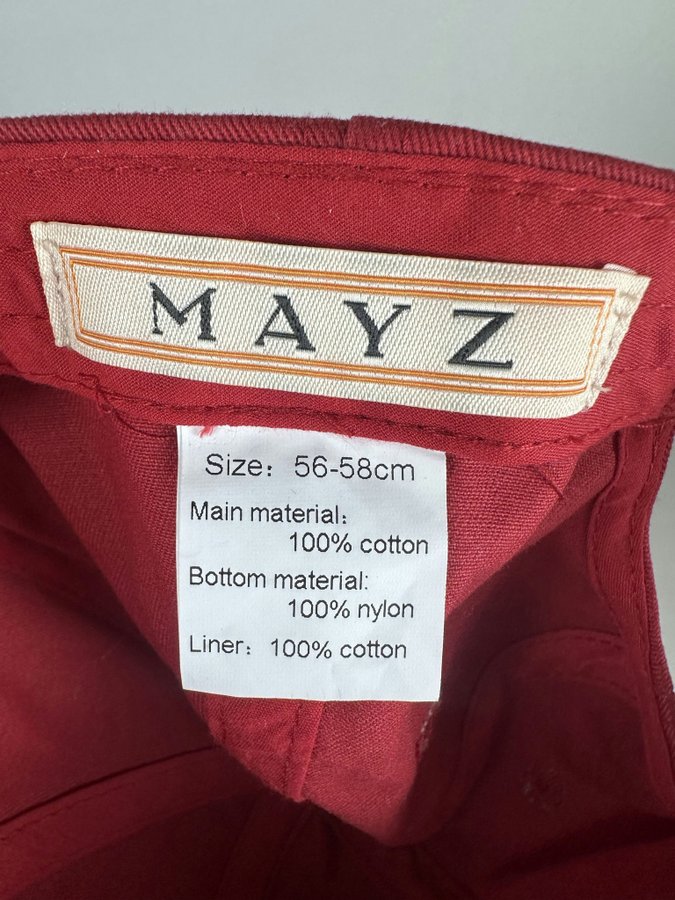 MAYZ
Size: 56-58cm
Main material:
100% cotton
Bottom material:
100% nylon
Liner: 100% cotton